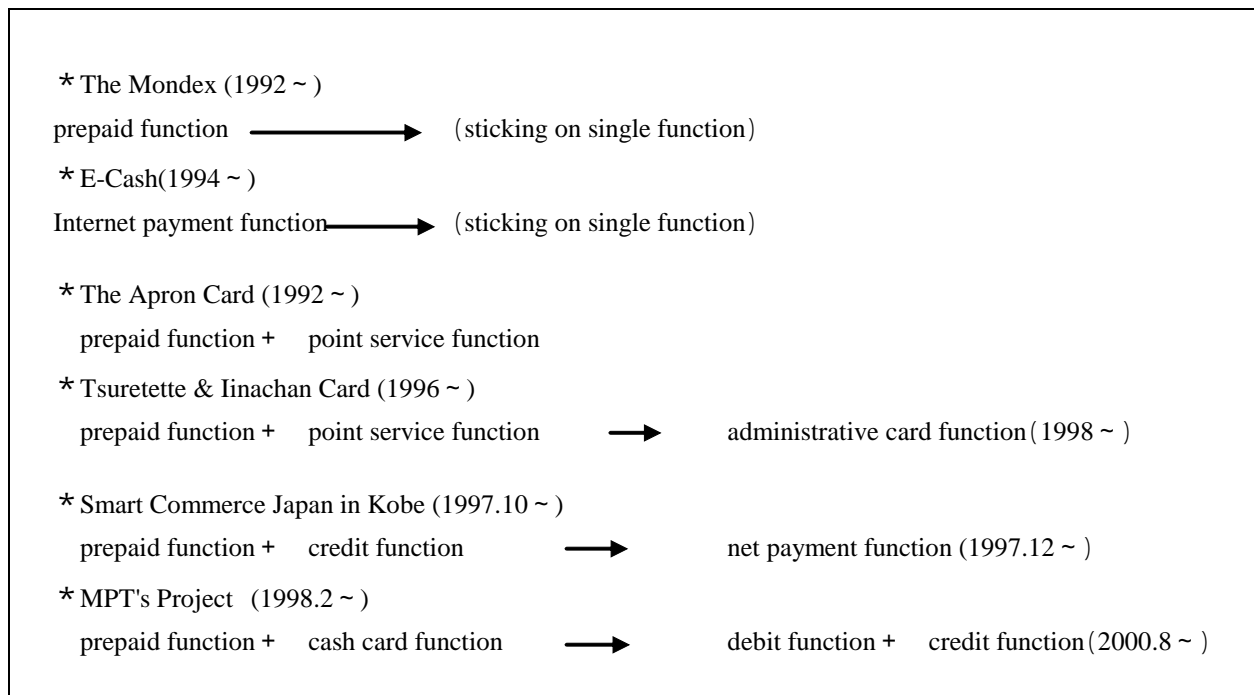 * The Mondex (1992 ~ )
prepaid function (sticking on single function)
* E-Cash(1994 ~ )
Internet payment function (sticking on single function)
* The Apron Card (1992 ~ )
prepaid function + point service function
* Tsuretette & Iinachan Card (1996 ~ )
prepaid function + point service function administrative card function(1998 ~ )
* Smart Commerce Japan in Kobe (1997.10 ~ )
prepaid function + credit function net payment function (1997.12 ~ )
* MPT's Project (1998.2 ~ )
prepaid function + cash card function debit function + credit function(2000.8 ~ )